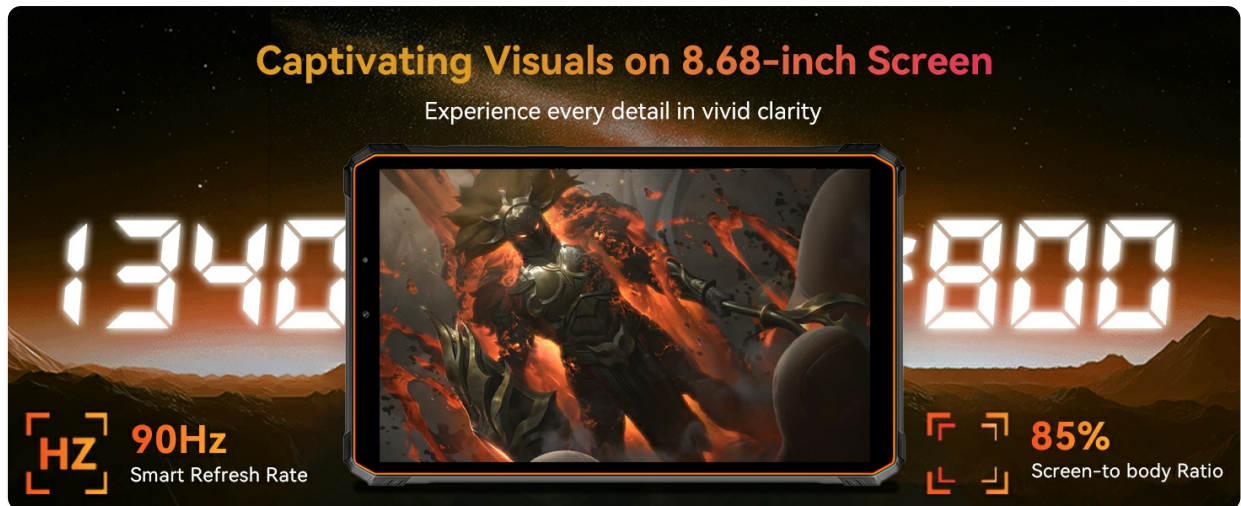 Captivating Visuals on 8.68-inch Screen
Experience every detail in vivid clarity
1340*800
HZ
90Hz
Smart Refresh Rate
85%
Screen-to body Ratio